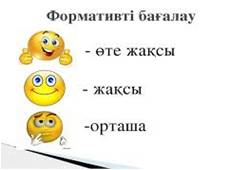 Формативті бағалау
- өте жақсы
- жақсы
-орташа